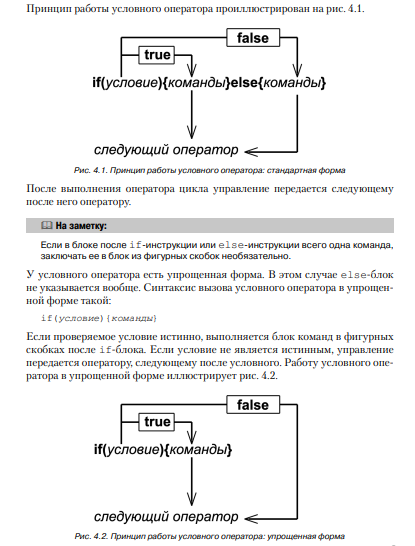 Принцип работы условного оператора проиллюстрирован на рис. 4.1.
false
true
if(условие){команды}else{команды}
следующий оператор
Рис. 4.1. Принцип работы условного оператора: стандартная форма
После выполнения оператора цикла управление передается следующему
после него оператору.
На заметку:
Если в блоке после if-инструкции или else-инструкции всего одна команда,
заключать ее в блок из фигурных скобок необязательно.
У условного оператора есть упрощенная форма. В этом случае else-блок
не указывается вообще. Синтаксис вызова условного оператора в упрощен-
ной форме такой:
if(условие){команды}
Если проверяемое условие истинно, выполняется блок команд в фигурных
скобках после if-блока. Если условие не является истинным, управление
передается оператору, следующему после условного. Работу условного опе-
ратора в упрощенной форме иллюстрирует рис. 4.2.
false
true
if(условие){команды}
следующий оператор
Рис. 4.2. Принцип работы условного оператора: упрощенная форма